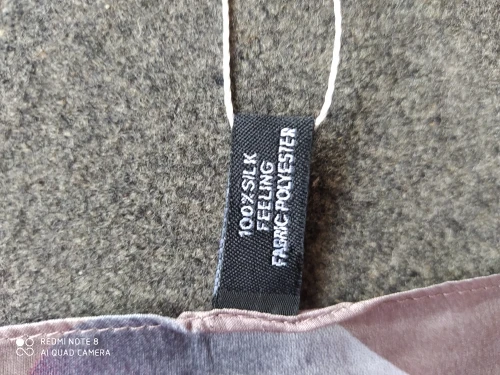 100%SILK
FEELING
FABRIC POLYESTER
REDMI NOTE 8
AI QUAD CAMERA